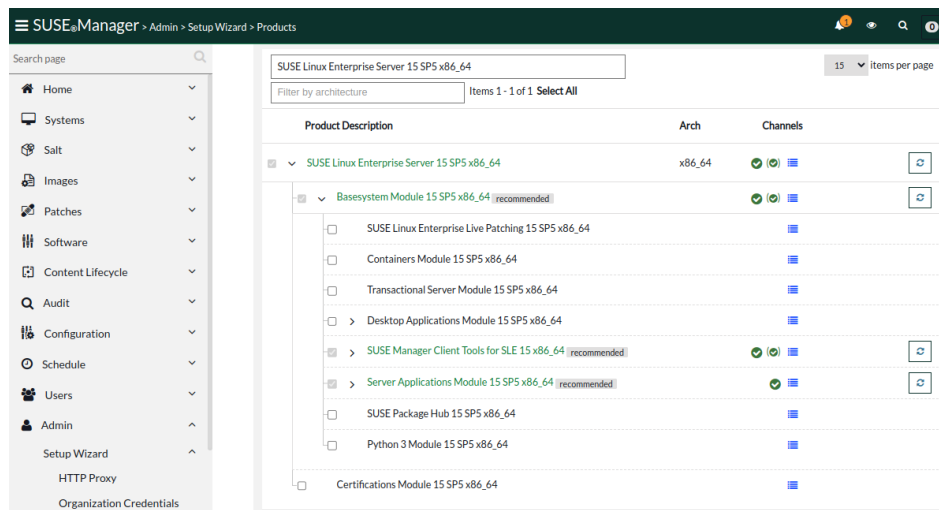 SUSE®Manager > Admin > Setup Wizard > Products
1
0
Search page
Home
Systems
Salt
Images
Patches
Software
Content Lifecycle
Audit
Configuration
Schedule
Users
Admin
Setup Wizard
HTTP Proxy
Organization Credentials
SUSE Linux Enterprise Server 15 SP5 x86_64
15 items per page
Filter by architecture
Items 1 - 1 of 1 Select All
Product Description Arch Channels
SUSE Linux Enterprise Server 15 SP5 x86_64 x86_64
Basesystem Module 15 SP5 x86_64 recommended
SUSE Linux Enterprise Live Patching 15 SP5 x86_64
Containers Module 15 SP5 x86_64
Transactional Server Module 15 SP5 x86_64
Desktop Applications Module 15 SP5 x86_64
SUSE Manager Client Tools for SLE 15 x86_64 recommended
Server Applications Module 15 SP5 x86_64 recommended
SUSE Package Hub 15 SP5 x86_64
Python 3 Module 15 SP5 x86_64
Certifications Module 15 SP5 x86_64